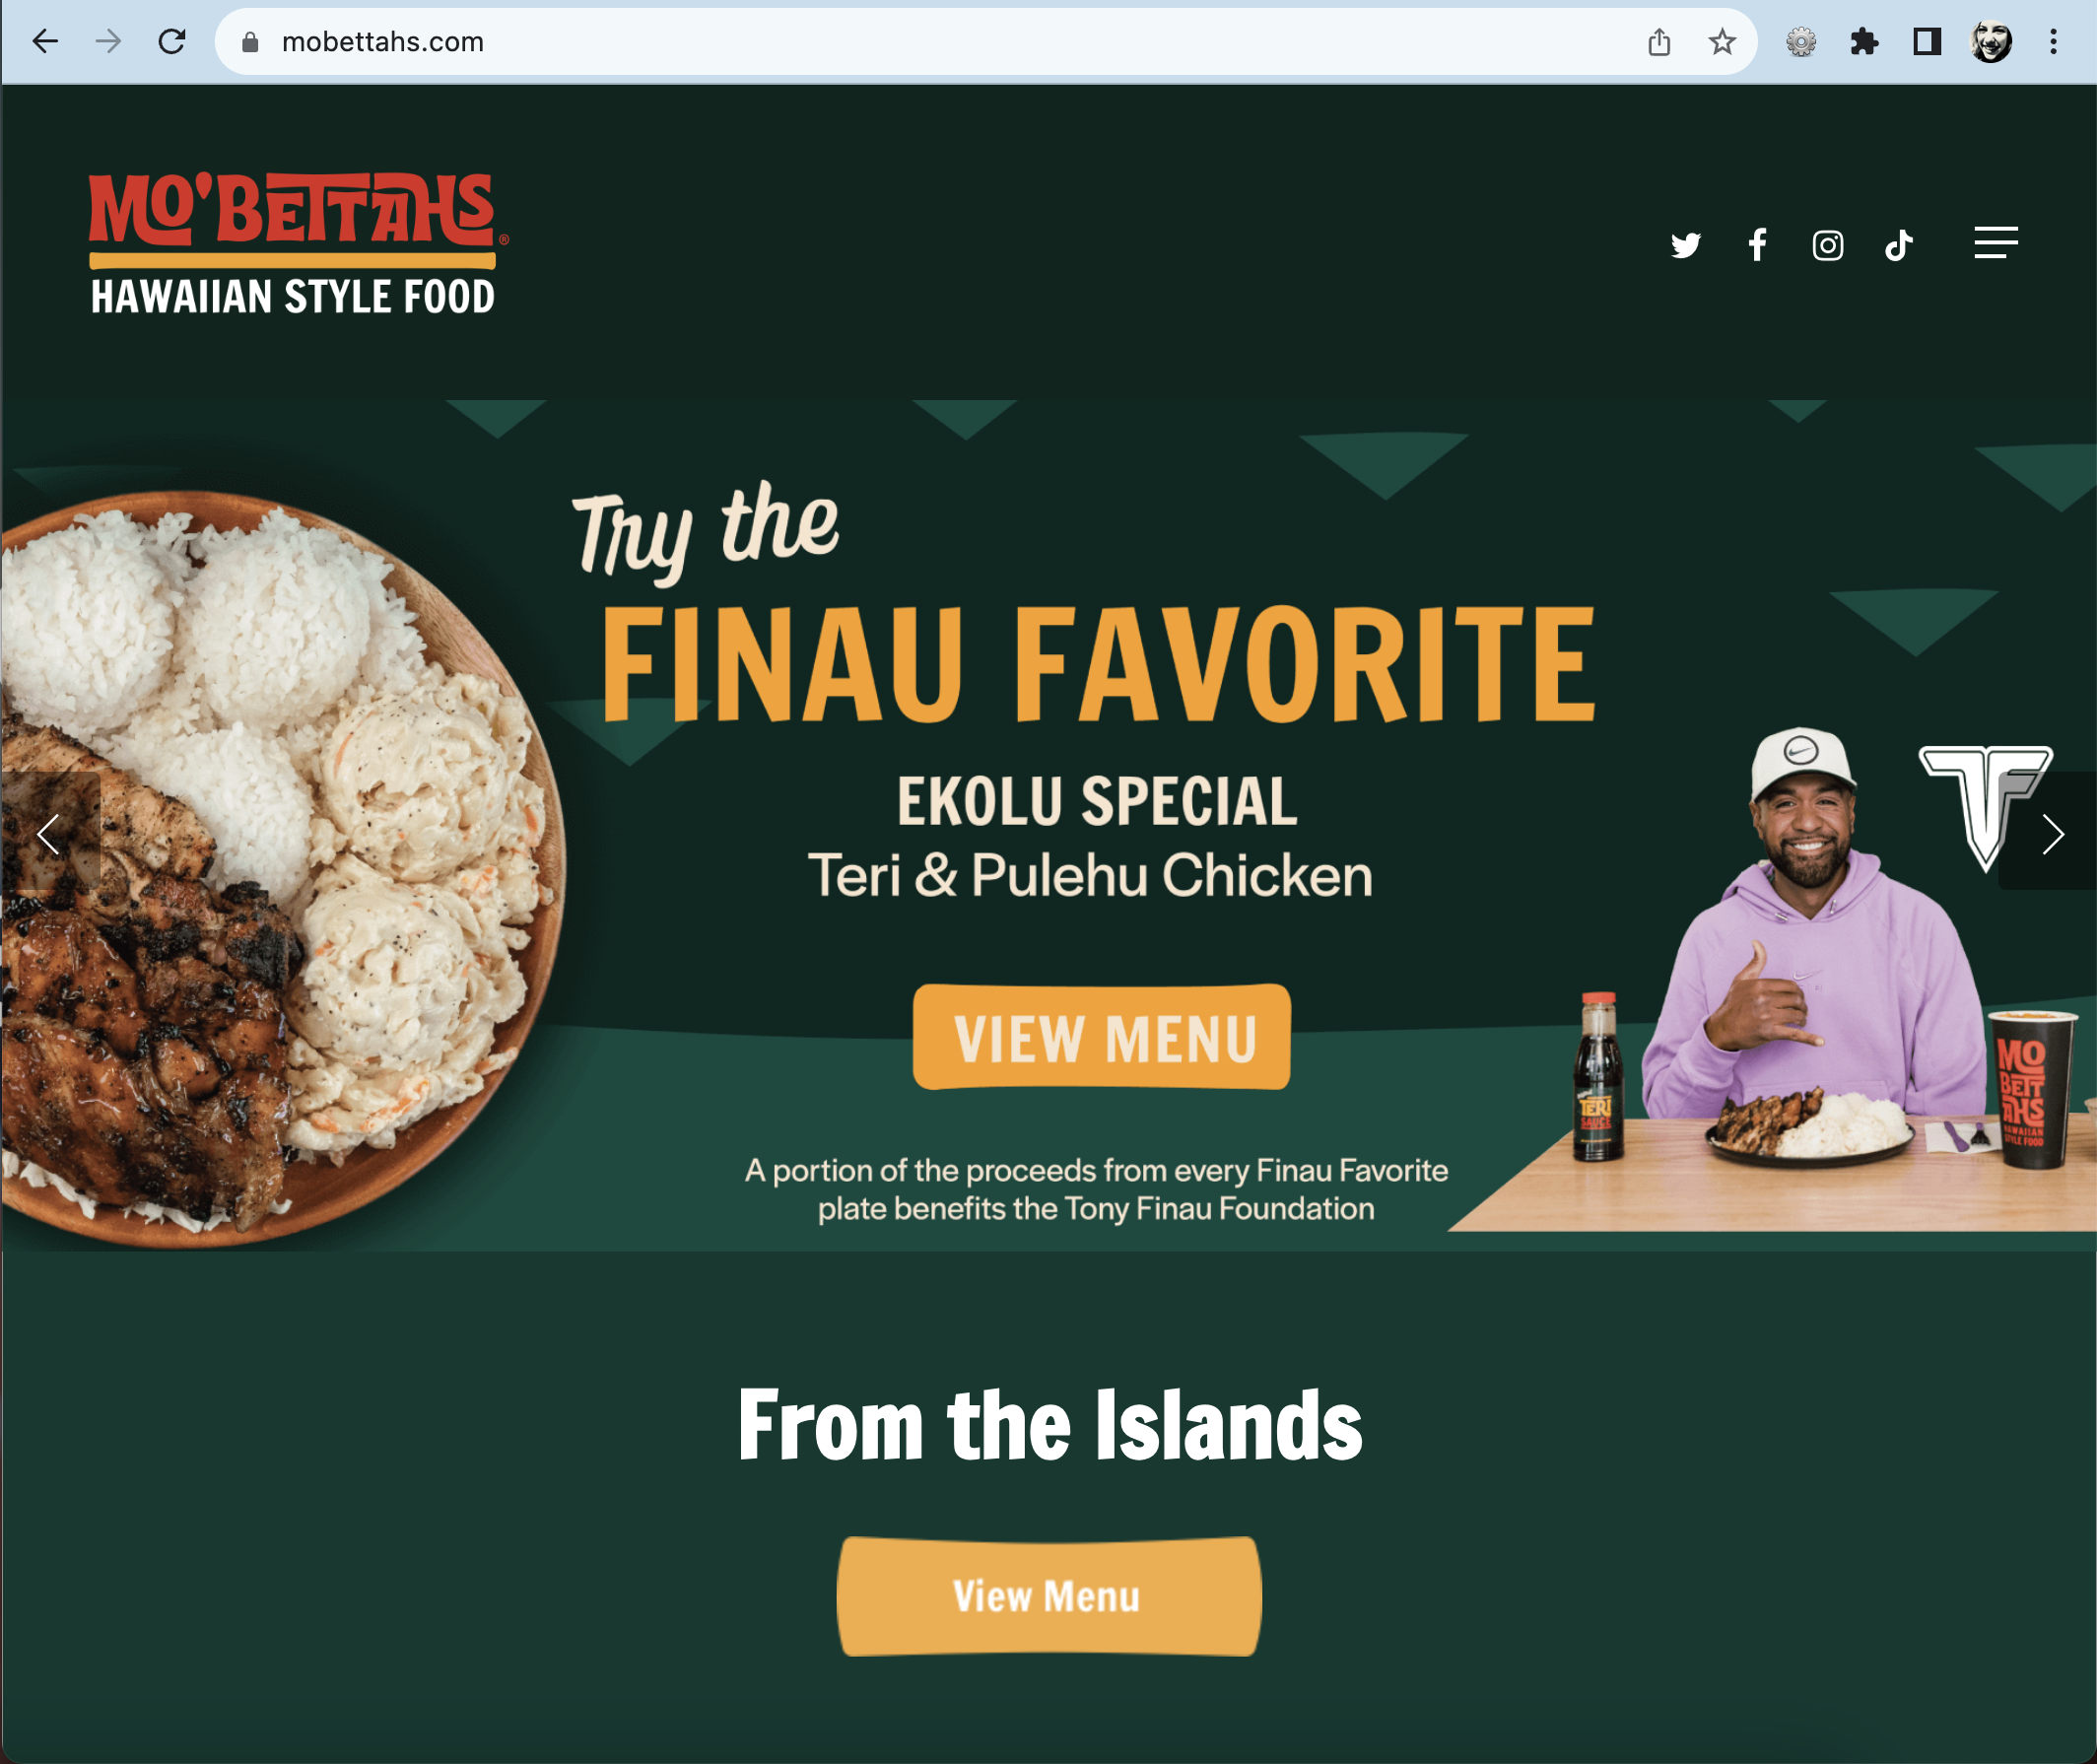 mobettahs.com
MO'BETTAHS®
HAWAIIAN STYLE FOOD
Try the
FINAU FAVORITE
EKOLU SPECIAL
Teri & Pulehu Chicken
VIEW MENU
TF
TERI
SAUCE
MO
BETT
AHS
HAWAIIAN
STYLE FOOD
A portion of the proceeds from every Finau Favorite
plate benefits the Tony Finau Foundation
From the Islands
View Menu